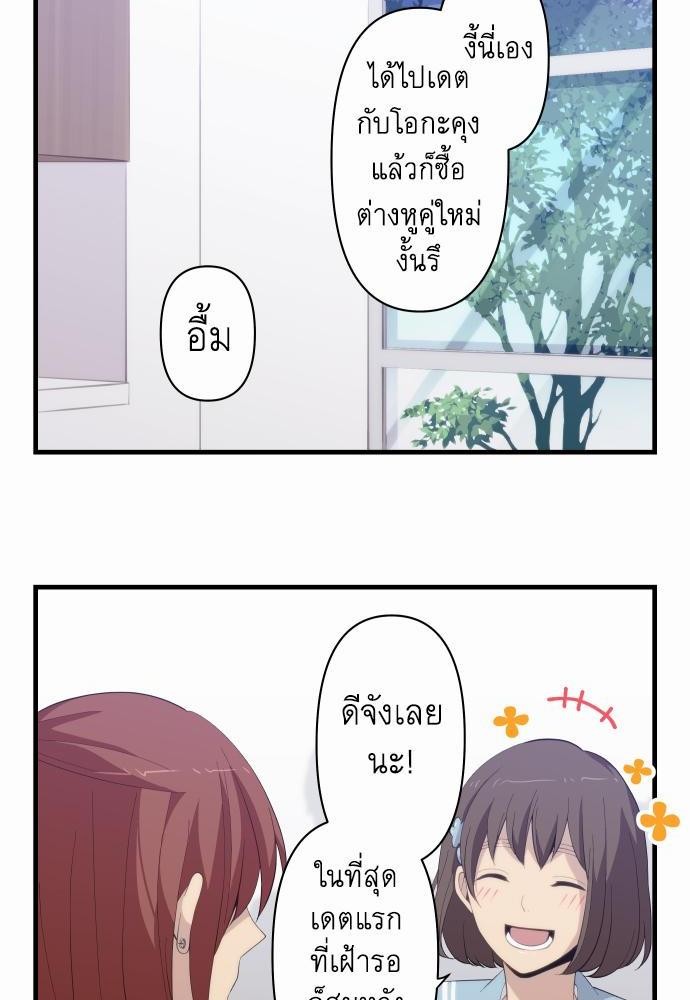 งี้นี่เอง
ได้ไปเดต
กับโอกะคุง
แล้วก็ซื้อ
ต่างหูคู่ใหม่
งั้นรึ
อื้ม
ดีจังเลย
นะ!
ในที่สุด
เดตแรก
ที่เฝ้ารอ